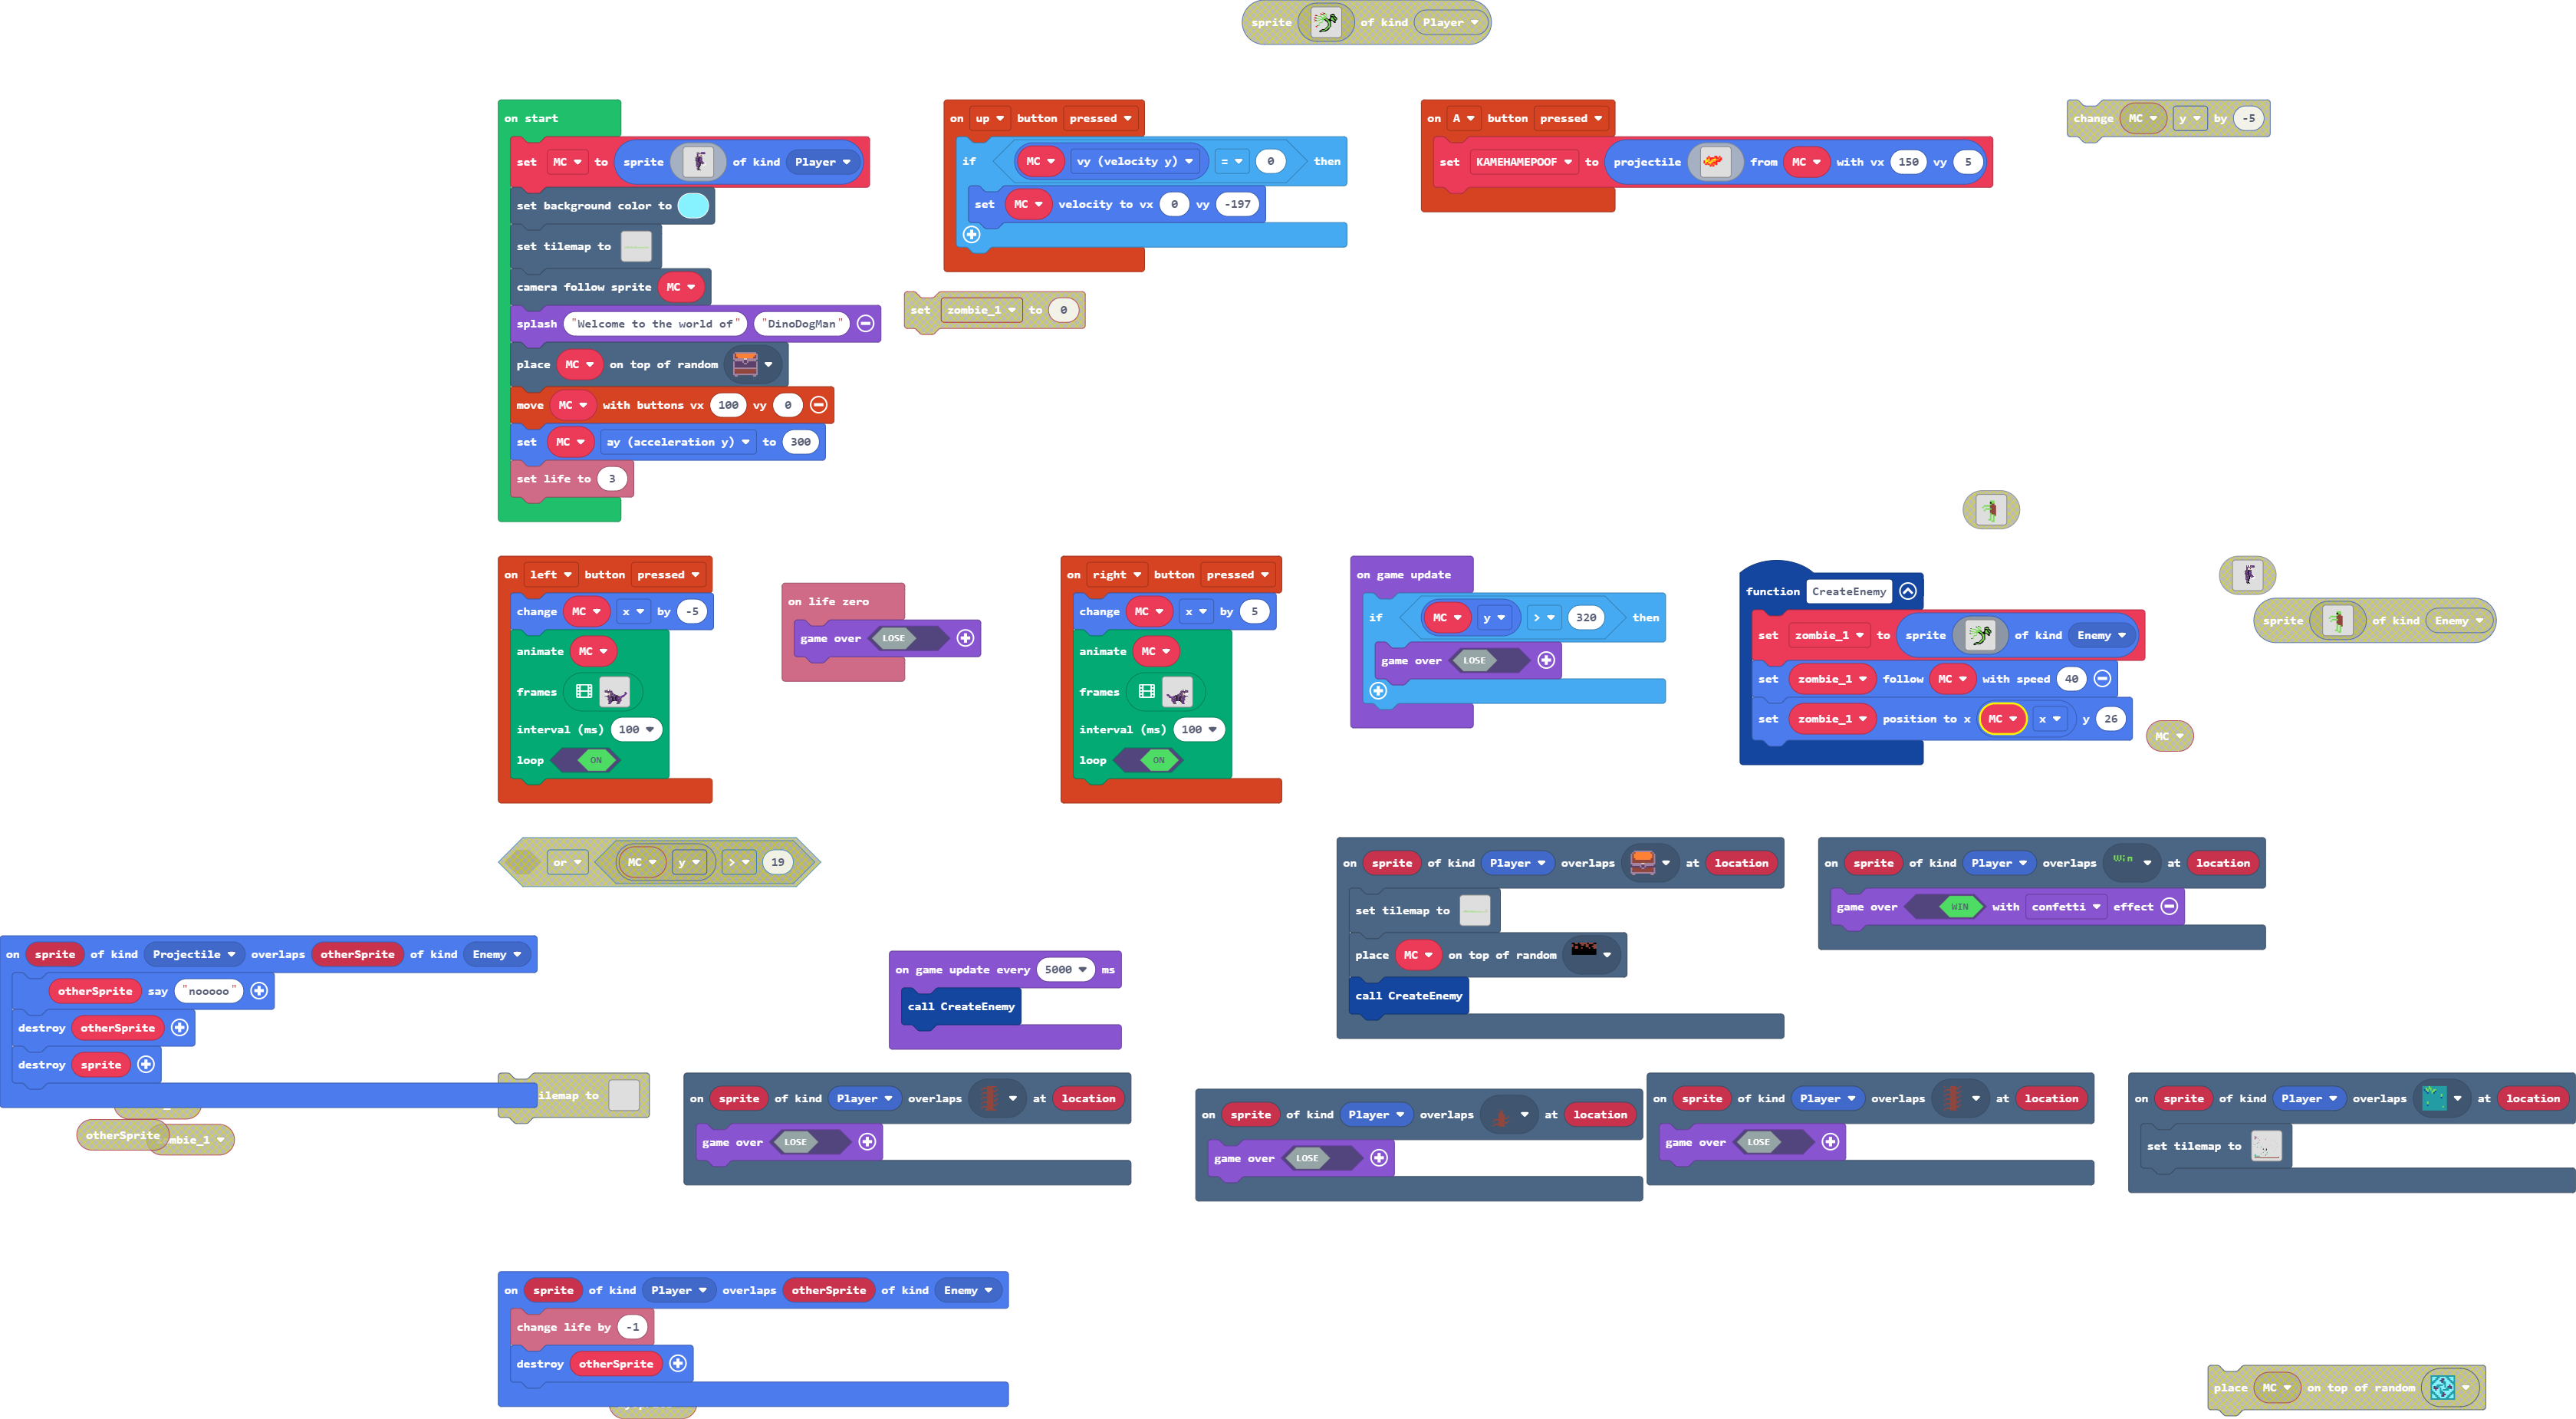 sprite of kind Player
on start
set MC to sprite of kind Player
set background color to
set tilemap to
camera follow sprite MC
splash "Welcome to the world of" "DinoDogMan"
place MC on top of random
move MC with buttons vx 100 vy 0
set MC ay (acceleration y) to 300
set life to 3
on up button pressed
if MC vy (velocity y) = 0 then
set MC velocity to vx 0 vy -197
set zombie_1 to 0
on A button pressed
set KAMEHAMEPOOF to projectile from MC with vx 150 vy 5
change MC y by -5
on left button pressed
change MC x by -5
animate MC
frames
interval (ms) 100
loop ON
on life zero
game over LOSE
on right button pressed
change MC x by 5
animate MC
frames
interval (ms) 100
loop ON
on game update
if MC y > 320 then
game over LOSE
function CreateEnemy
set zombie_1 to sprite of kind Enemy
set zombie_1 follow MC with speed 40
set zombie_1 position to x MC x y 26
sprite of kind Enemy
MC
or MC y > 19
on sprite of kind Player overlaps at location
set tilemap to
place MC on top of random
call CreateEnemy
on sprite of kind Player overlaps Win at location
game over WIN with confetti effect
on sprite of kind Projectile overlaps otherSprite of kind Enemy
otherSprite say "nooooo"
destroy otherSprite
destroy sprite
on game update every 5000 ms
call CreateEnemy
ilemap to
otherSprite
mbie_1
on sprite of kind Player overlaps at location
game over LOSE
on sprite of kind Player overlaps at location
game over LOSE
on sprite of kind Player overlaps at location
game over LOSE
on sprite of kind Player overlaps at location
set tilemap to
on sprite of kind Player overlaps otherSprite of kind Enemy
change life by -1
destroy otherSprite
place MC on top of random